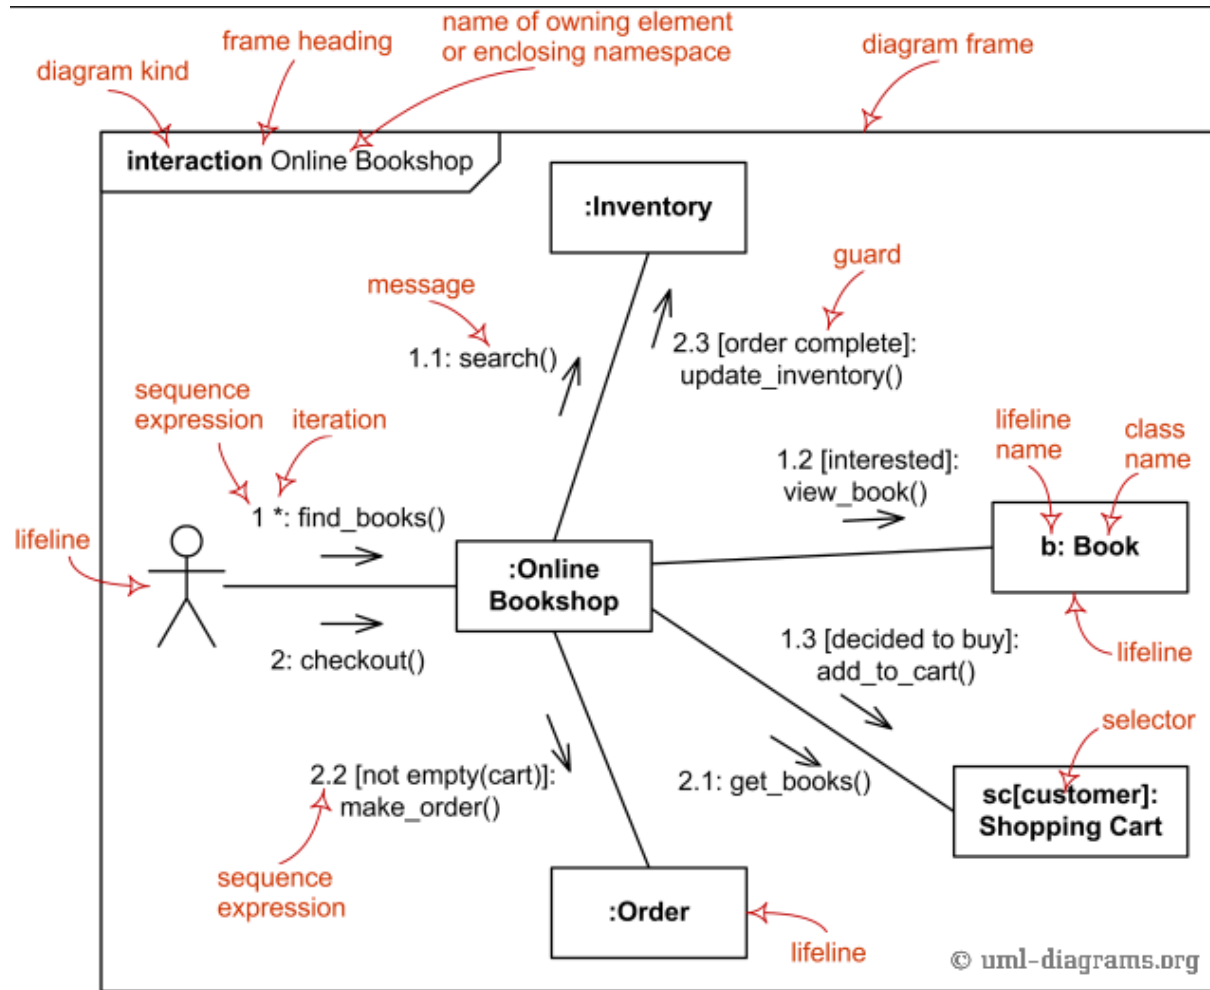 name of owning element
or enclosing namespace
frame heading
diagram frame
diagram kind
interaction Online Bookshop
:Inventory
guard
message
2.3 [order complete]:
update_inventory()
1.1: search()
sequence
expression
iteration
lifeline
name
class
name
1.2 [interested]:
view_book()
1 *: find_books()
lifeline
b: Book
:Online
Bookshop
1.3 [decided to buy]:
add_to_cart()
lifeline
2: checkout()
selector
2.2 [not empty(cart)]:
make_order()
2.1: get_books()
sc[customer]:
Shopping Cart
sequence
expression
:Order
lifeline
© uml-diagrams.org